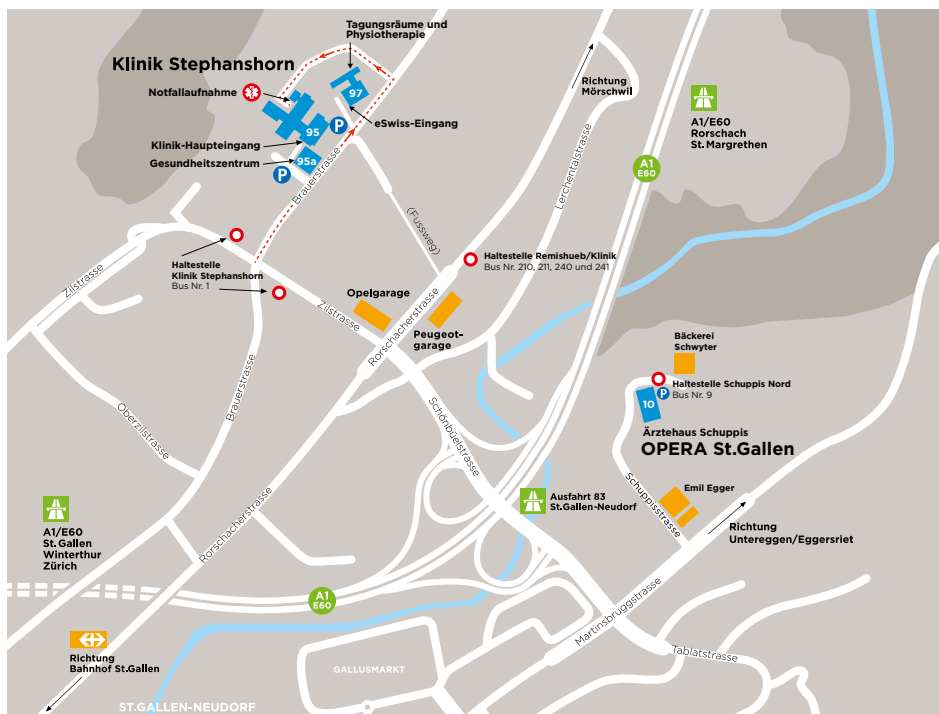 Tagungsräume und
Physiotherapie
Klinik Stephanshorn
Notfallaufnahme
97
eSwiss-Eingang
P
95
Klinik-Haupteingang
Gesundheitszentrum
95a
P
Brauerstrasse
Richtung
Mörschwil
A1/E60
Rorschach
St. Margrethen
A1
E60
Lerchentalstrasse
(Fussweg)
Zilstrasse
Haltestelle
Klinik Stephanshorn
Bus Nr. 1
Haltestelle Remishueb/Klinik
Bus Nr. 210, 211, 240 und 241
Opelgarage
Zilstrasse
Rorschacherstrasse
Peugeot-
garage
Bäckerei
Schwyter
Haltestelle Schuppis Nord
P
Bus Nr. 9
10
Ärztehaus Schuppis
OPERA St.Gallen
Brauerstrasse
Oberzilstrasse
Schönbüelstrasse
Emil Egger
Schuppisstrasse
Ausfahrt 83
St.Gallen-Neudorf
Richtung
Untereggen/Eggersriet
Rorschacherstrasse
A1/E60
St. Gallen
Winterthur
Zürich
A1
E60
Martinsbruggstrasse
Tablatstrasse
Richtung
Bahnhof St.Gallen
GALLUSMARKT
ST.GALLEN-NEUDORF